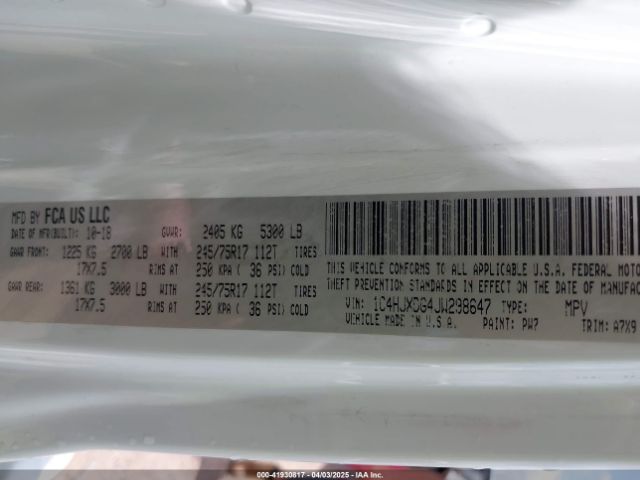 MFD BY FCA US LLC
DATE OF MFR(BUILT): 10-18 GVWR: 2405 KG 5300 LB
GAWR FRONT: 1225 KG 2700 LB WITH 245/75R17 112T TIRES
17X7.5 RIMS AT 250 KPA ( 36 PSI) COLD
GAWR REAR: 1361 KG 3000 LB WITH 245/75R17 112T TIRES
17X7.5 RIMS AT 250 KPA ( 36 PSI) COLD
THIS VEHICLE CONFORMS TO ALL APPLICABLE U.S.A. FEDERAL MOTOR
THEFT PREVENTION STANDARDS IN EFFECT ON THE DATE OF MANUFAC
VIN: 1C4HJXDG4JW298647 TYPE: MPV
VEHICLE MADE IN U.S.A. PAINT: PW7 TRIM: A7X9
000-41930817 - 04/03/2025 - IAA Inc.